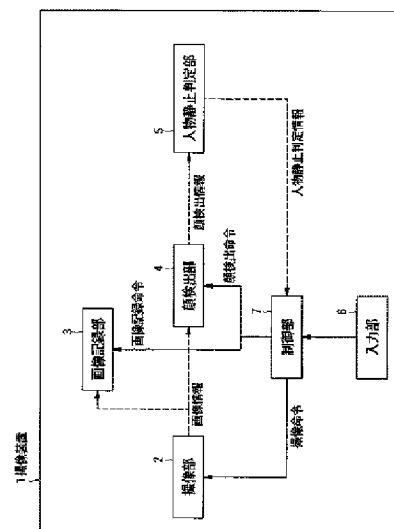 1撮像装置
3
画像記録部
画像記録命令
画像情報
2
撮像部
4
顔検出部
顔検出情報
5
人物静止判定部
顔検出命令
人物静止判定情報
7
制御部
撮像命令
6
入力部